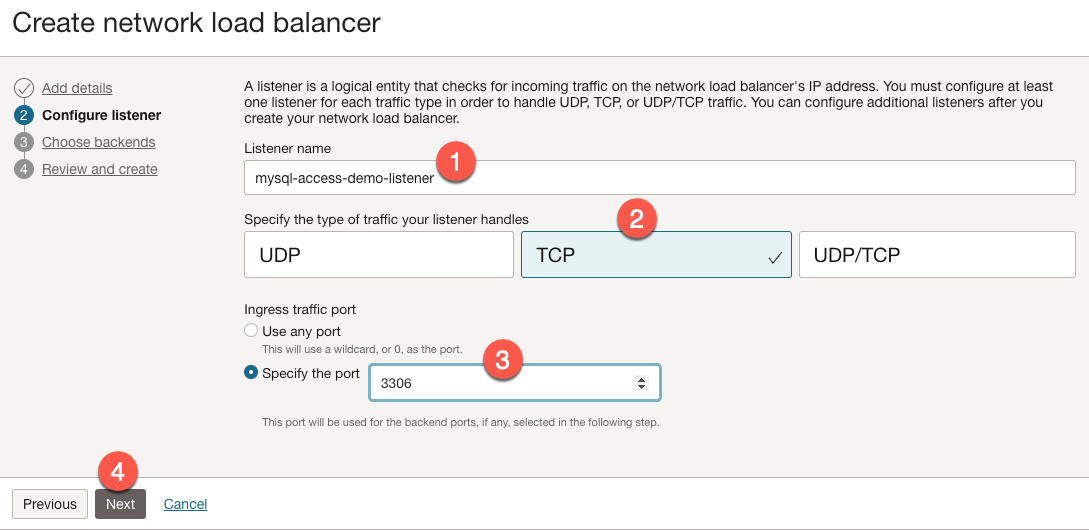 Create network load balancer
Add details
2 Configure listener
3 Choose backends
4 Review and create
A listener is a logical entity that checks for incoming traffic on the network load balancer's IP address. You must configure at least
one listener for each traffic type in order to handle UDP, TCP, or UDP/TCP traffic. You can configure additional listeners after you
create your network load balancer.
Listener name
1
mysql-access-demo-listener
Specify the type of traffic your listener handles
2
UDP
TCP
UDP/TCP
Ingress traffic port
Use any port
This will use a wildcard, or 0, as the port.
3
Specify the port
3306
This port will be used for the backend ports, if any, selected in the following step.
4
Previous
Next
Cancel